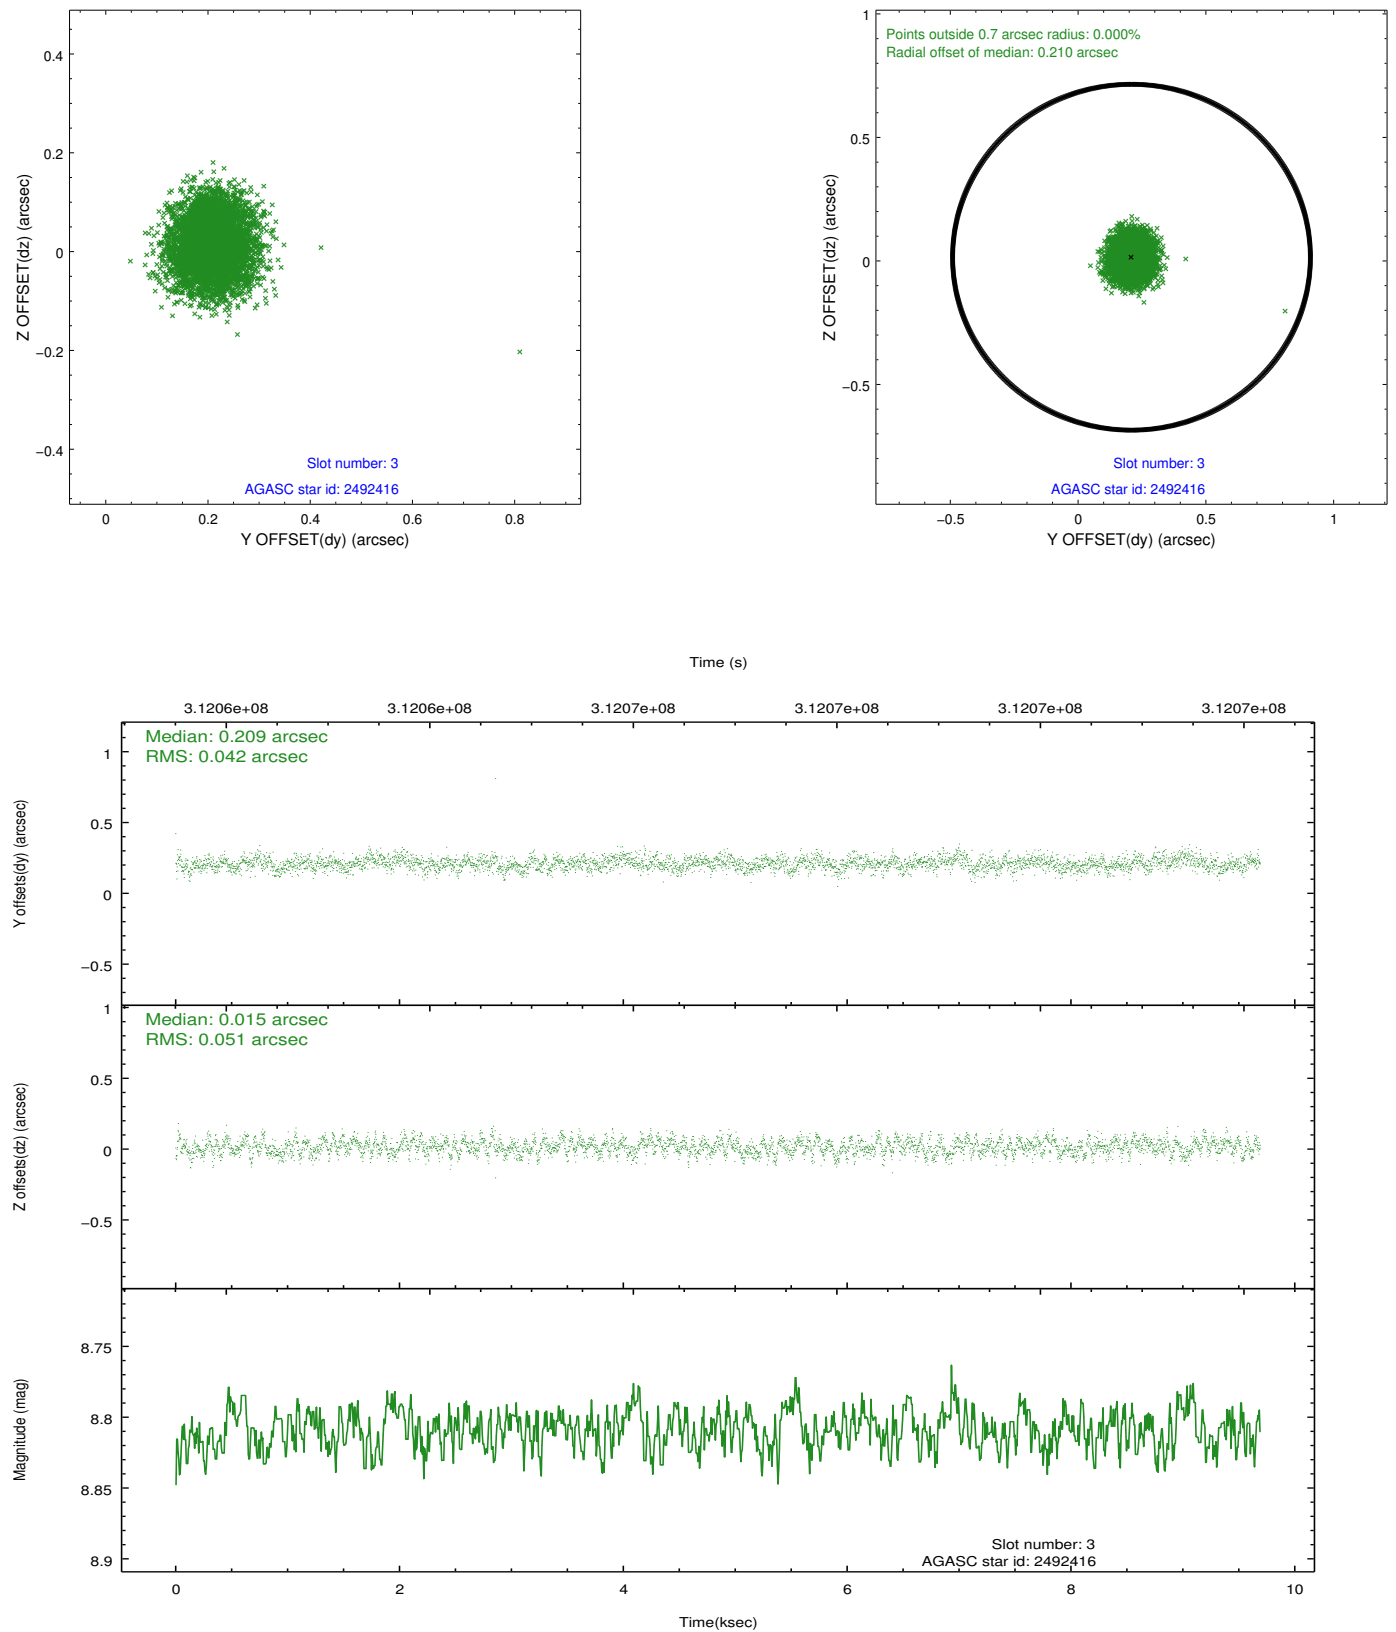 0.4
0.2
0
−0.2
−0.4
Z OFFSET(dz) (arcsec)
Slot number: 3
AGASC star id: 2492416
0 0.2 0.4 0.6 0.8
Y OFFSET(dy) (arcsec)
Points outside 0.7 arcsec radius: 0.000%
Radial offset of median: 0.210 arcsec
1
0.5
0
−0.5
Z OFFSET(dz) (arcsec)
Slot number: 3
AGASC star id: 2492416
−0.5 0 0.5 1
Y OFFSET(dy) (arcsec)
Time (s)
3.1206e+08 3.1206e+08 3.1207e+08 3.1207e+08 3.1207e+08 3.1207e+08
Median: 0.209 arcsec
RMS: 0.042 arcsec
1
0.5
0
−0.5
Y offsets(dy) (arcsec)
Median: 0.015 arcsec
RMS: 0.051 arcsec
1
0.5
0
−0.5
Z offsets(dz) (arcsec)
8.75
8.8
8.85
8.9
Magnitude (mag)
Slot number: 3
AGASC star id: 2492416
0 2 4 6 8 10
Time(ksec)